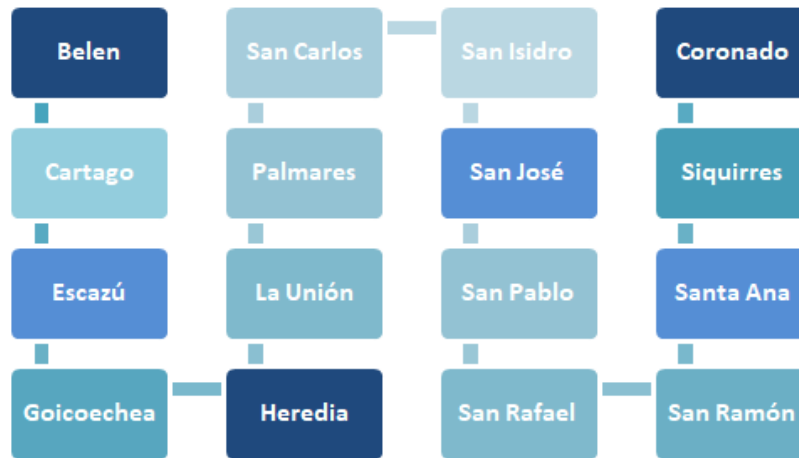 Belen
Cartago
Escazú
Goicoechea
Heredia
La Unión
Palmares
San Carlos
San Isidro
San José
San Pablo
San Rafael
San Ramón
Santa Ana
Siquirres
Coronado